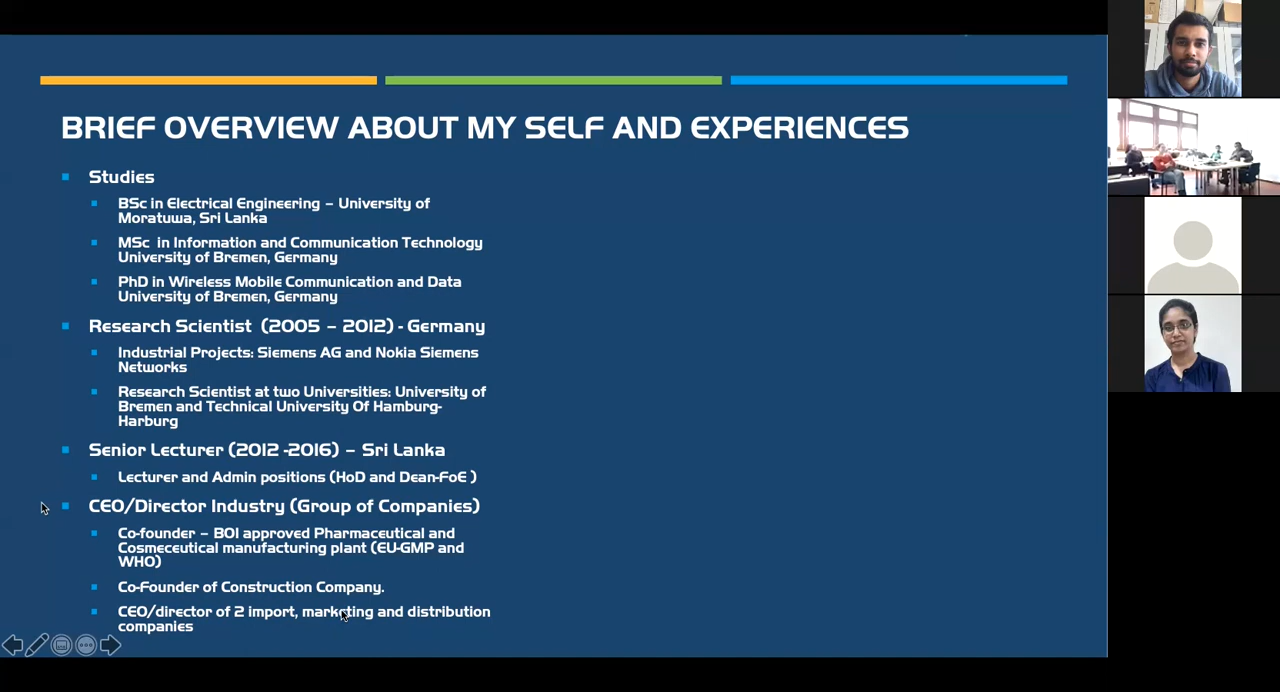 BRIEF OVERVIEW ABOUT MY SELF AND EXPERIENCES
Studies
BSc in Electrical Engineering – University of
Moratuwa, Sri Lanka
MSc in Information and Communication Technology
University of Bremen, Germany
PhD in Wireless Mobile Communication and Data
University of Bremen, Germany
Research Scientist (2005 – 2012) - Germany
Industrial Projects: Siemens AG and Nokia Siemens
Networks
Research Scientist at two Universities: University of
Bremen and Technical University Of Hamburg-
Harburg
Senior Lecturer (2012 -2016) – Sri Lanka
Lecturer and Admin positions (HoD and Dean-FoE )
CEO/Director Industry (Group of Companies)
Co-founder – BOI approved Pharmaceutical and
Cosmeceutical manufacturing plant (EU-GMP and
WHO)
Co-Founder of Construction Company.
CEO/director of 2 import, marketing and distribution
companies